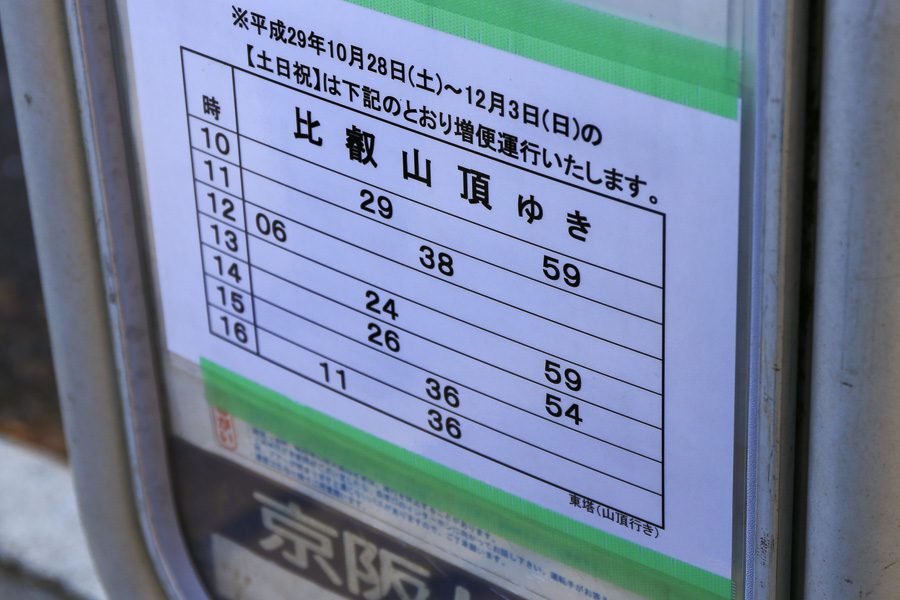 ※平成29年10月28日(土)～12月3日(日)の
【土日祝】は下記のとおり増便運行いたします。
時 比叡山頂ゆき
10 29 59
11 38
12 06
13 24 59
14 26 54
15 36
16 11 36
東塔(山頂行き)
京阪